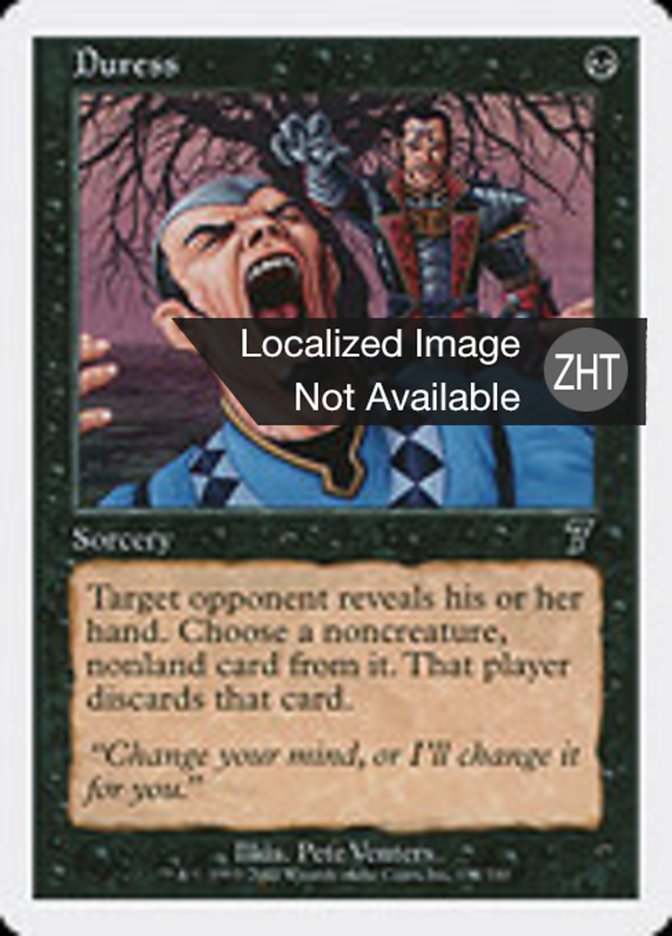 Duress
Localized Image
Not Available
ZHT
Sorcery
7
Target opponent reveals his or her
hand. Choose a noncreature,
nonland card from it. That player
discards that card.
“Change your mind, or I’ll change it
for you.”
Illus. Pete Venters